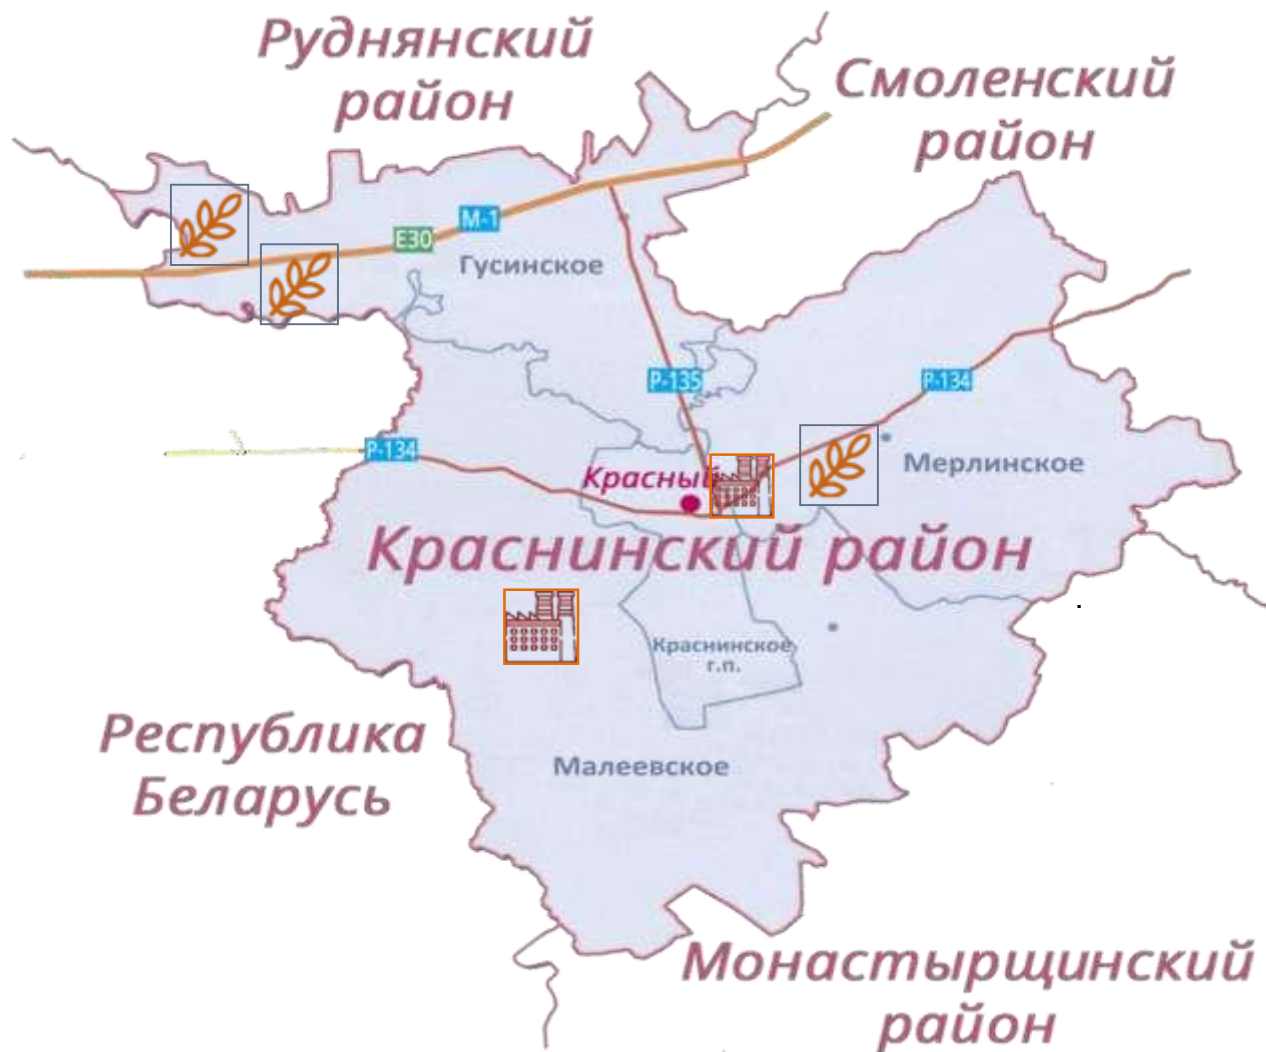 Руднянский
район
Смоленский
район
М-1
Е30
Гусинское
Р-135
Р-134
Р-134
Мерлинское
Красный
Краснинский район
Краснинское
г.п.
Республика
Беларусь
Малеевское
Монастырщинский
район